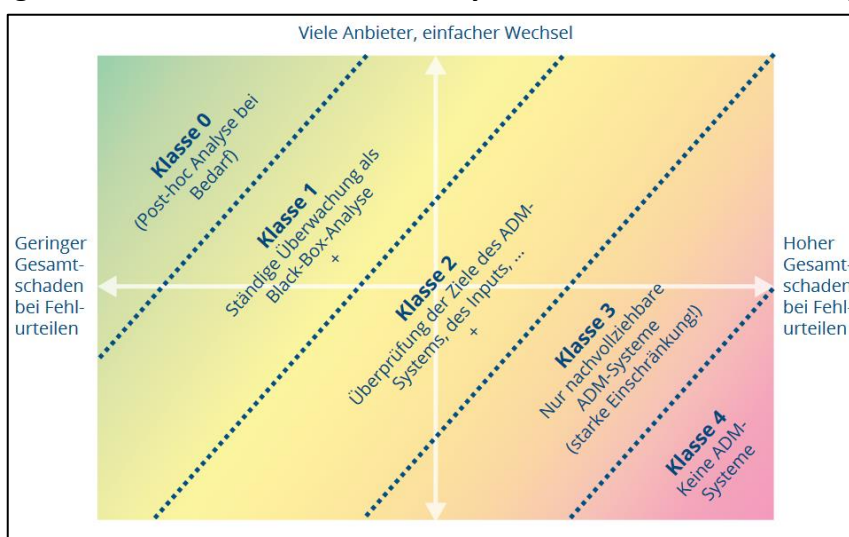 Viele Anbieter, einfacher Wechsel
Klasse 0
(Post-hoc Analyse bei
Bedarf)
Klasse 1
Ständige Überwachung als
Black-Box-Analyse
+
Klasse 2
Überprüfung der Ziele des ADM-
Systems, des Inputs, ...
+
Klasse 3
Nur nachvollziehbare
ADM-Systeme
(starke Einschränkung!)
Klasse 4
Keine ADM-
Systeme
Geringer
Gesamt-
schaden
bei Fehl-
urteilen
Hoher
Gesamt-
schaden
bei Fehl-
urteilen